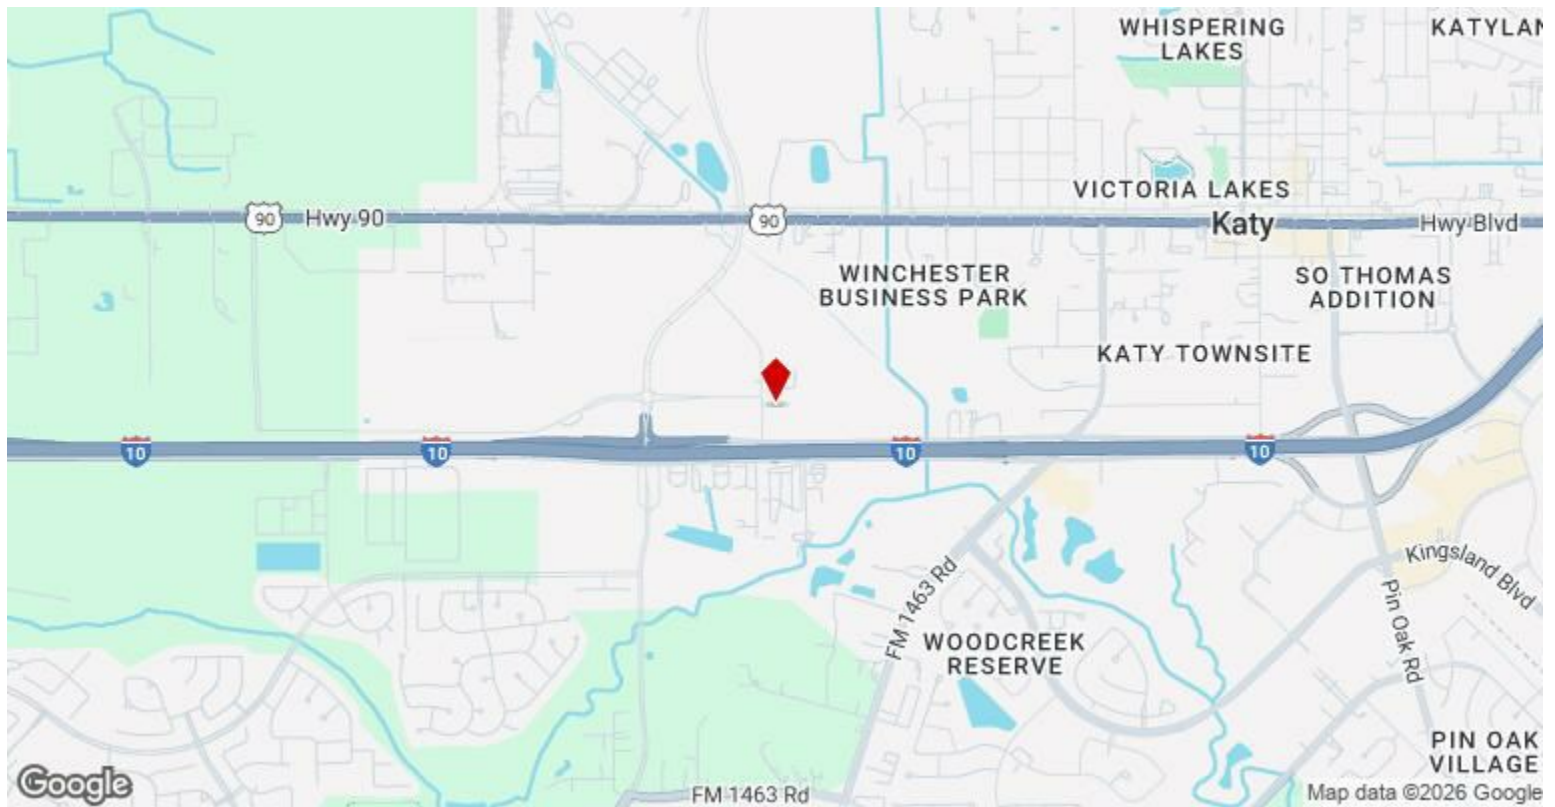 WHISPERING
LAKES
KATYLAN
VICTORIA LAKES
90
Hwy 90
90
Katy
Hwy Blvd
WINCHESTER
BUSINESS PARK
SO THOMAS
ADDITION
KATY TOWNSITE
10
10
10
10
Kingsland Blvd
FM 1463 Rd
Pin Oak Rd
WOODCREEK
RESERVE
PIN OAK
VILLAGE
Google
FM 1463 Rd
Map data ©2026 Google